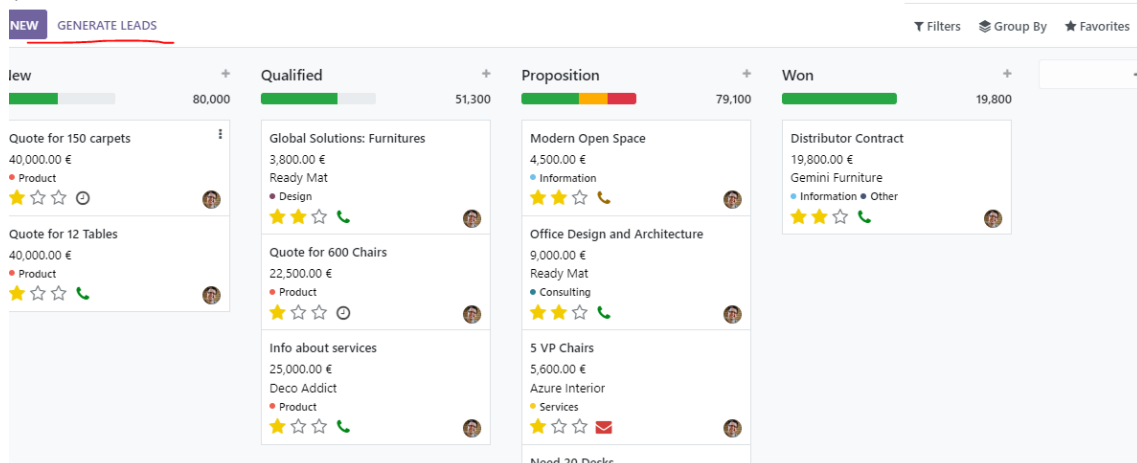 NEW GENERATE LEADS
Filters Group By Favorites
New
80,000
Quote for 150 carpets
40,000.00 €
Product
Quote for 12 Tables
40,000.00 €
Product
Qualified
51,300
Global Solutions: Furnitures
3,800.00 €
Ready Mat
Design
Quote for 600 Chairs
22,500.00 €
Product
Info about services
25,000.00 €
Deco Addict
Product
Proposition
79,100
Modern Open Space
4,500.00 €
Information
Office Design and Architecture
9,000.00 €
Ready Mat
Consulting
5 VP Chairs
5,600.00 €
Azure Interior
Services
Need 20 Desks
Won
19,800
Distributor Contract
19,800.00 €
Gemini Furniture
Information Other